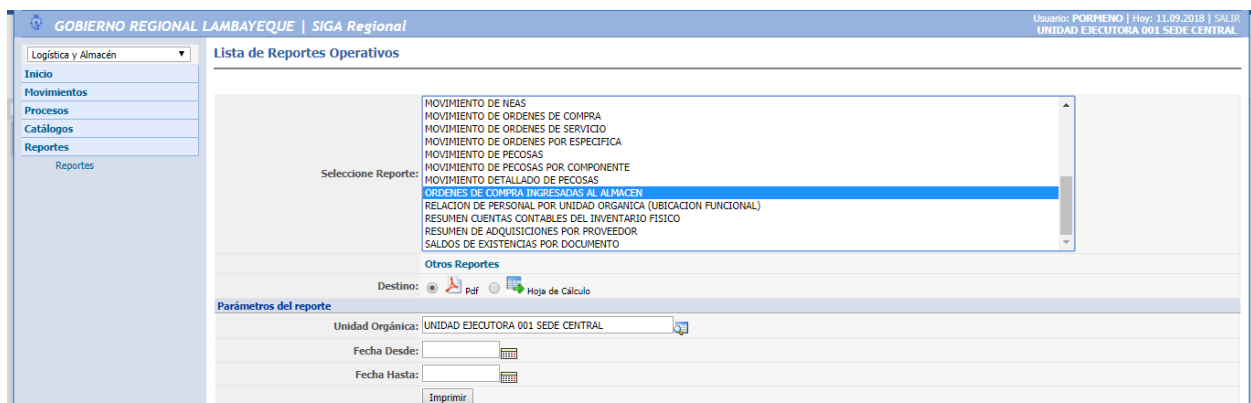 GOBIERNO REGIONAL LAMBAYEQUE | SIGA Regional
Usuario: PORMENO | Hoy: 11.09.2018 | SALIR
UNIDAD EJECUTORA 001 SEDE CENTRAL
Logística y Almacén
Inicio
Movimientos
Procesos
Catálogos
Reportes
Reportes
Lista de Reportes Operativos
Seleccione Reporte:
MOVIMIENTO DE NEAS
MOVIMIENTO DE ORDENES DE COMPRA
MOVIMIENTO DE ORDENES DE SERVICIO
MOVIMIENTO DE ORDENES POR ESPECIFICA
MOVIMIENTO DE PECOSAS
MOVIMIENTO DE PECOSAS POR COMPONENTE
MOVIMIENTO DETALLADO DE PECOSAS
ORDENES DE COMPRA INGRESADAS AL ALMACEN
RELACION DE PERSONAL POR UNIDAD ORGANICA (UBICACION FUNCIONAL)
RESUMEN CUENTAS CONTABLES DEL INVENTARIO FISICO
RESUMEN DE ADQUISICIONES POR PROVEEDOR
SALDOS DE EXISTENCIAS POR DOCUMENTO
Otros Reportes
Destino: Pdf Hoja de Cálculo
Parámetros del reporte
Unidad Orgánica: UNIDAD EJECUTORA 001 SEDE CENTRAL
Fecha Desde:
Fecha Hasta:
Imprimir